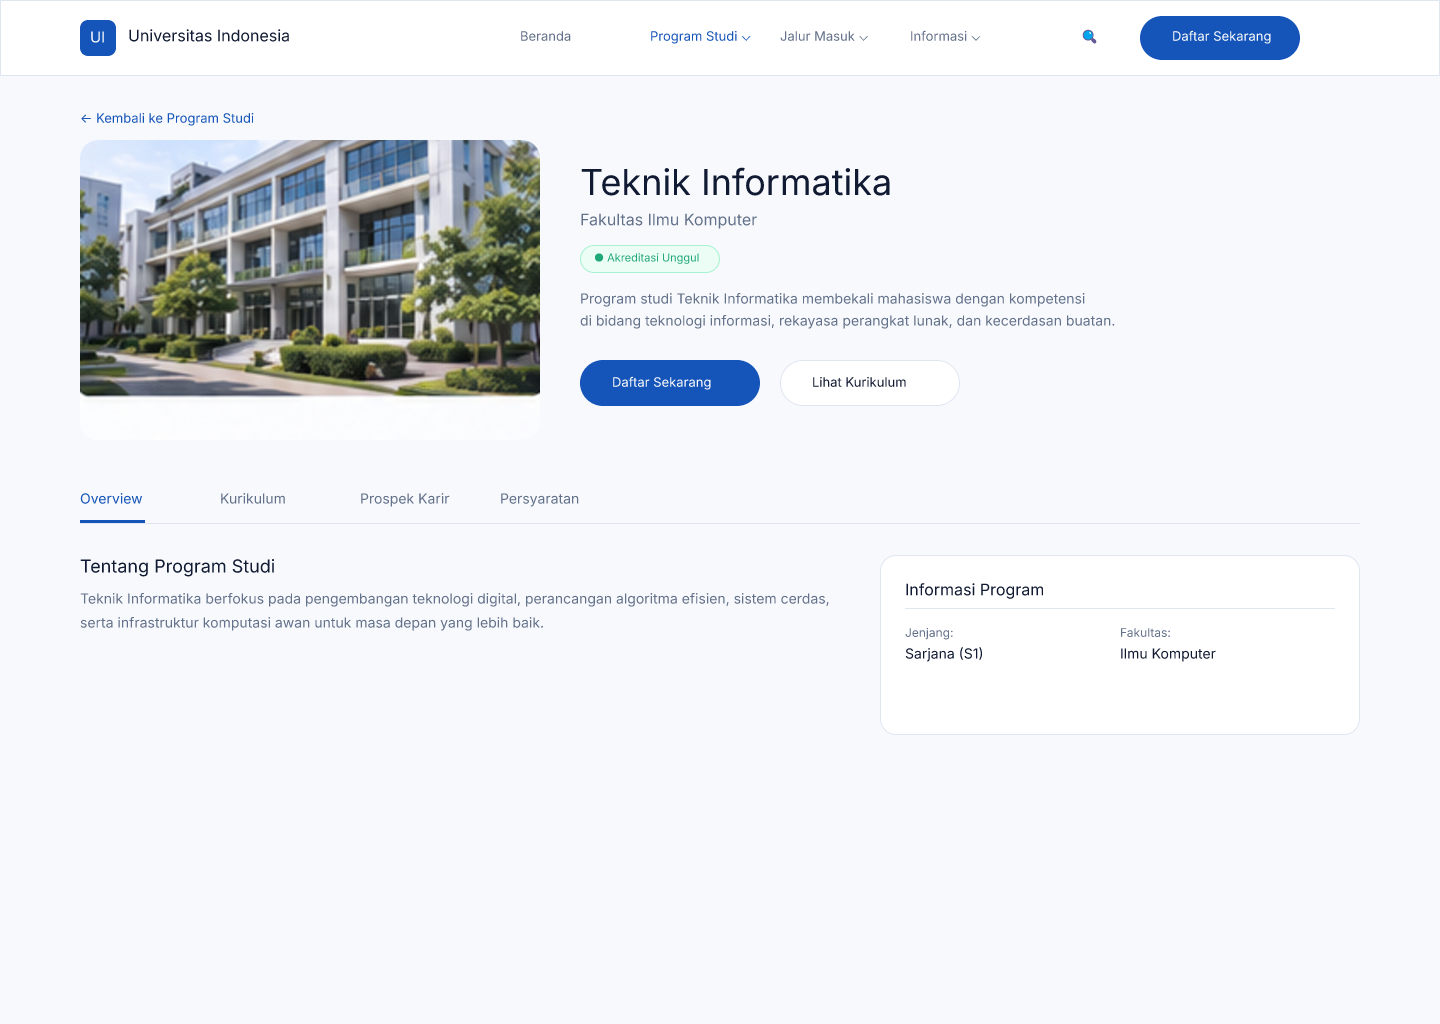 UI
Universitas Indonesia
Beranda
Program Studi
Jalur Masuk
Informasi
Daftar Sekarang
← Kembali ke Program Studi
Teknik Informatika
Fakultas Ilmu Komputer
Akreditasi Unggul
Program studi Teknik Informatika membekali mahasiswa dengan kompetensi
di bidang teknologi informasi, rekayasa perangkat lunak, dan kecerdasan buatan.
Daftar Sekarang
Lihat Kurikulum
Overview
Kurikulum
Prospek Karir
Persyaratan
Tentang Program Studi
Teknik Informatika berfokus pada pengembangan teknologi digital, perancangan algoritma efisien, sistem cerdas,
serta infrastruktur komputasi awan untuk masa depan yang lebih baik.
Informasi Program
Jenjang:
Sarjana (S1)
Fakultas:
Ilmu Komputer